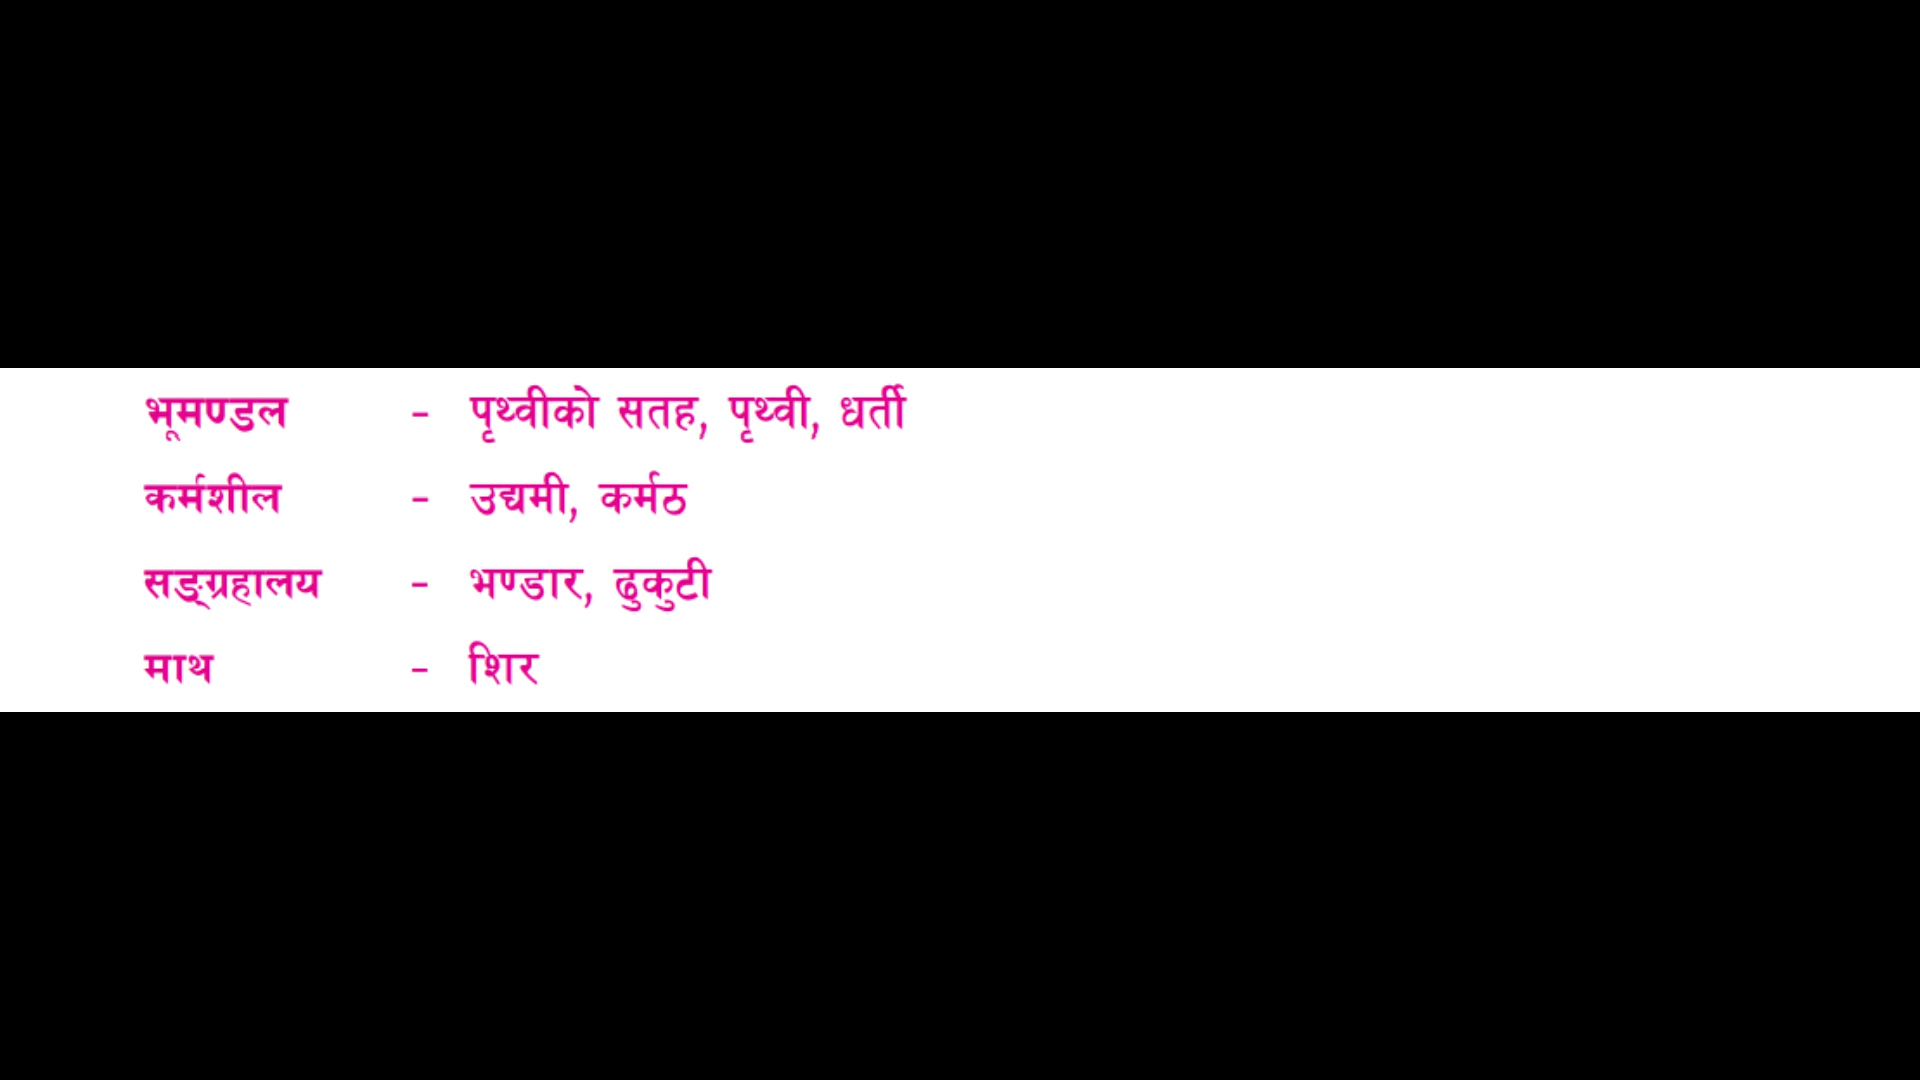 भूमण्डल - पृथ्वीको सतह, पृथ्वी, धर्ती
कर्मशील - उद्यमी, कर्मठ
सङ्ग्रहालय - भण्डार, ढुकुटी
माथ - शिर